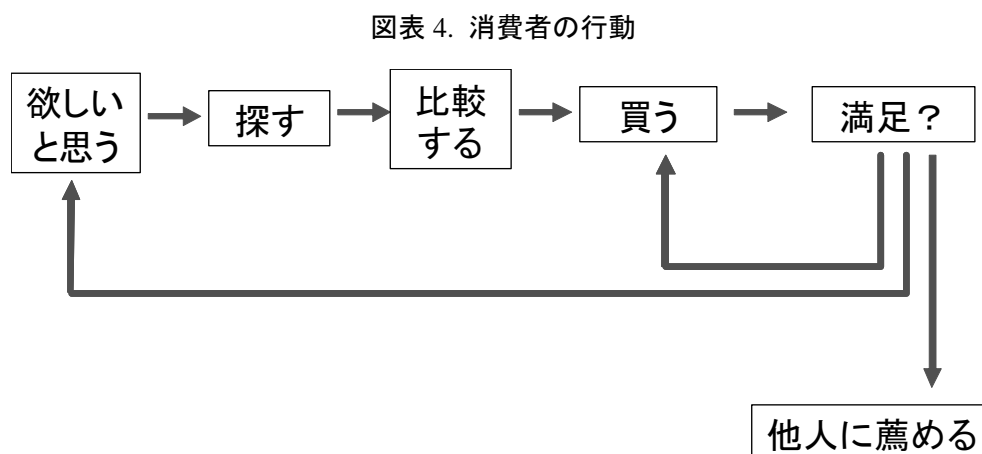 図表 4. 消費者の行動
欲しい
と思う
探す
比較
する
買う
満足？
他人に薦める